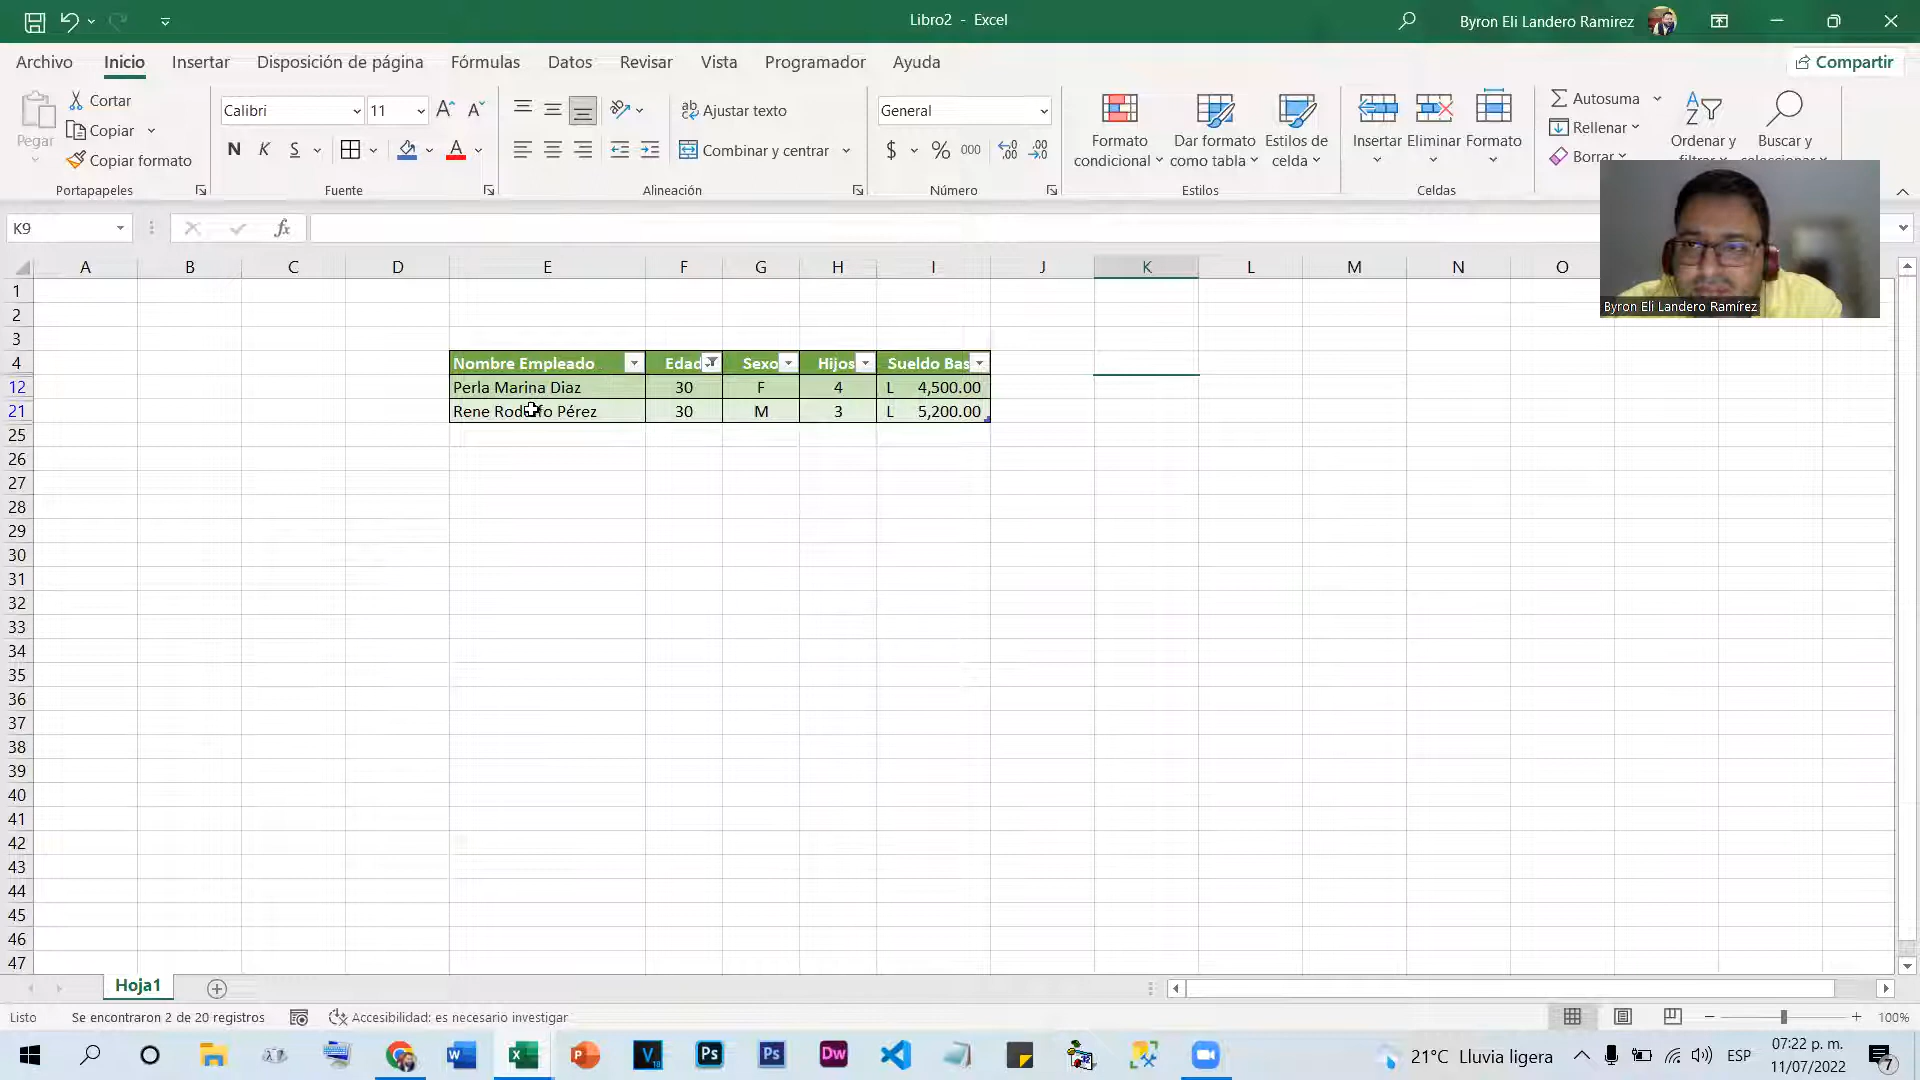 Libro2 - Excel
Byron Eli Landero Ramirez
Archivo Inicio Insertar Disposición de página Fórmulas Datos Revisar Vista Programador Ayuda Compartir
Pegar
Cortar
Copiar
Copiar formato
Portapapeles
Calibri 11
N K S
Fuente
Ajustar texto
Combinar y centrar
Alineación
General
$ % 000
Número
Formato condicional
Dar formato como tabla
Estilos de celda
Estilos
Insertar Eliminar Formato
Celdas
Autosuma
Rellenar
Borrar
Ordenar y
Buscar y
Byron Eli Landero Ramírez
K9 fx
A B C D E F G H I J K L M N O
1
2
3
4 Nombre Empleado Edad Sexo Hijos Sueldo Bas
12 Perla Marina Diaz 30 F 4 L 4,500.00
21 Rene Rodolfo Pérez 30 M 3 L 5,200.00
25
26
27
28
29
30
31
32
33
34
35
36
37
38
39
40
41
42
43
44
45
46
47
Hoja1
Listo Se encontraron 2 de 20 registros Accesibilidad: es necesario investigar 100%
21°C Lluvia ligera ESP 07:22 p. m.
11/07/2022